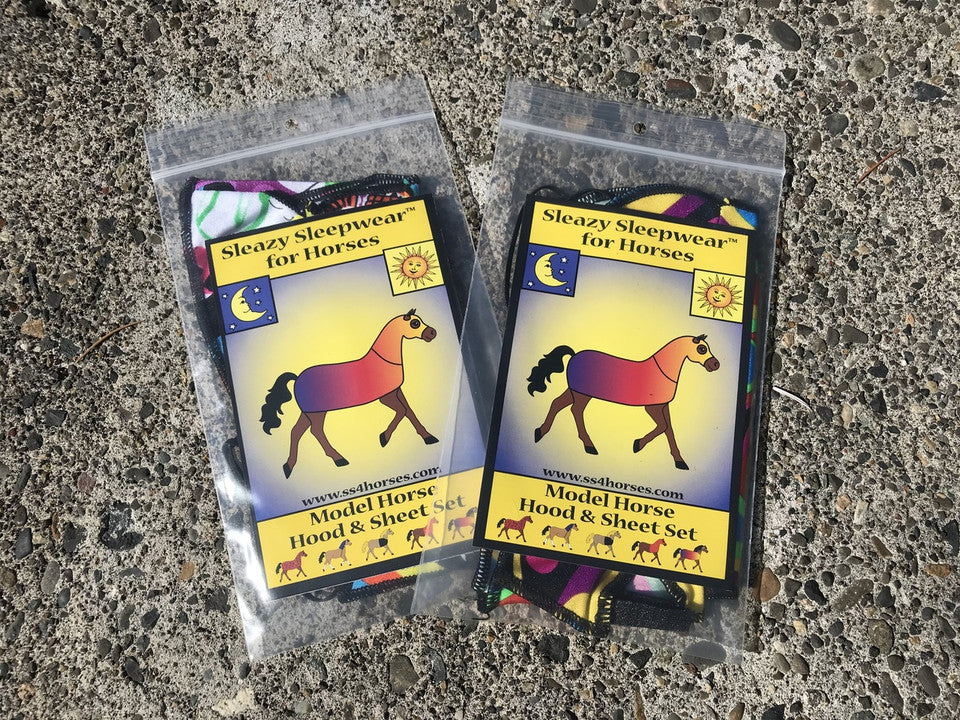 Sleazy Sleepwear™
for Horses
www.ss4horses.com
Model Horse
Hood & Sheet Set
Sleazy Sleepwear™
for Horses
www.ss4horses.com
Model Horse
Hood & Sheet Set